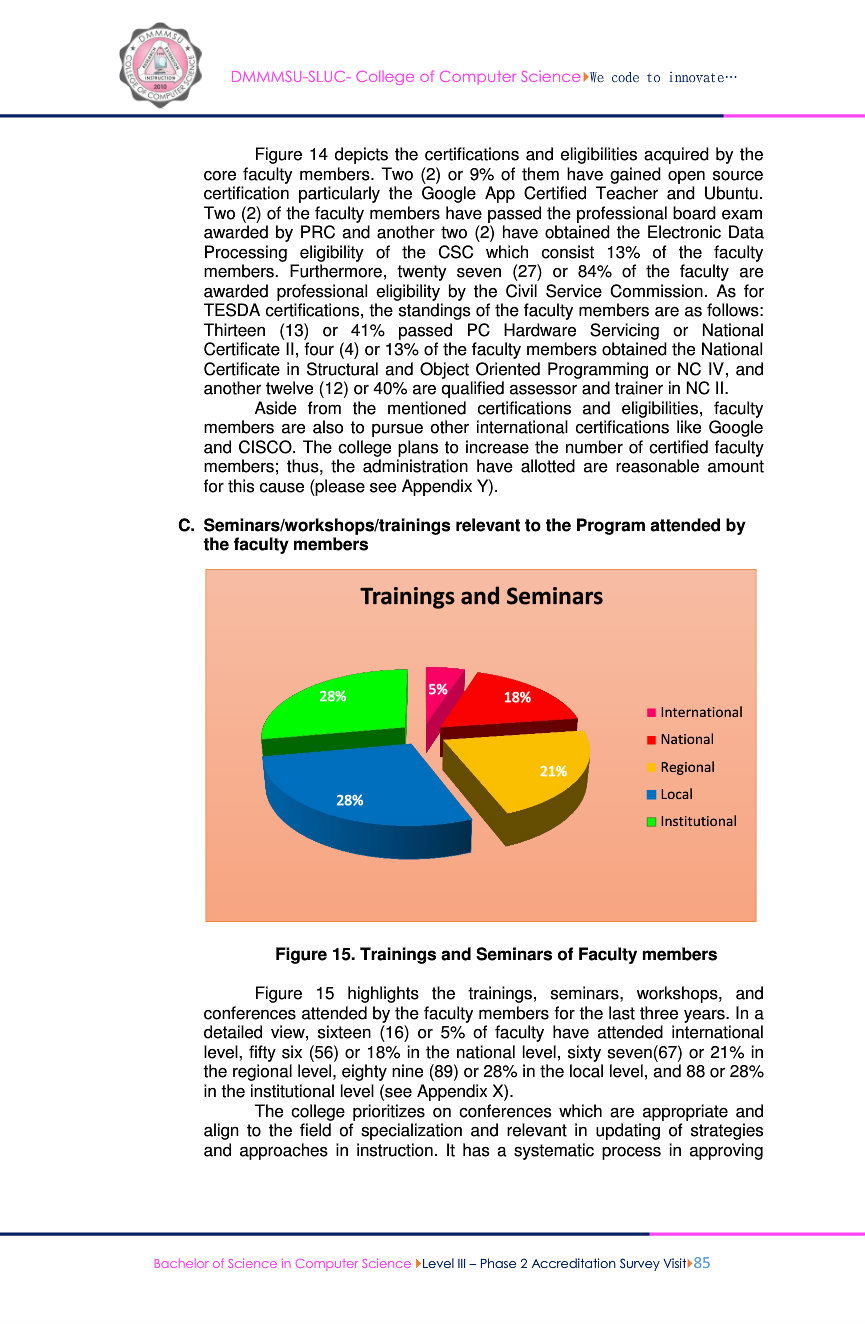 DMMMSU
RESEARCH
EXTENSION
INSTRUCTION
2010
COLLEGE OF COMPUTER SCIENCE
DMMMSU-SLUC- College of Computer Science We code to innovate…
Figure 14 depicts the certifications and eligibilities acquired by the
core faculty members. Two (2) or 9% of them have gained open source
certification particularly the Google App Certified Teacher and Ubuntu.
Two (2) of the faculty members have passed the professional board exam
awarded by PRC and another two (2) have obtained the Electronic Data
Processing eligibility of the CSC which consist 13% of the faculty
members. Furthermore, twenty seven (27) or 84% of the faculty are
awarded professional eligibility by the Civil Service Commission. As for
TESDA certifications, the standings of the faculty members are as follows:
Thirteen (13) or 41% passed PC Hardware Servicing or National
Certificate II, four (4) or 13% of the faculty members obtained the National
Certificate in Structural and Object Oriented Programming or NC IV, and
another twelve (12) or 40% are qualified assessor and trainer in NC II.
Aside from the mentioned certifications and eligibilities, faculty
members are also to pursue other international certifications like Google
and CISCO. The college plans to increase the number of certified faculty
members; thus, the administration have allotted are reasonable amount
for this cause (please see Appendix Y).
C. Seminars/workshops/trainings relevant to the Program attended by
the faculty members
Trainings and Seminars
28%
5%
18%
21%
28%
International
National
Regional
Local
Institutional
Figure 15. Trainings and Seminars of Faculty members
Figure 15 highlights the trainings, seminars, workshops, and
conferences attended by the faculty members for the last three years. In a
detailed view, sixteen (16) or 5% of faculty have attended international
level, fifty six (56) or 18% in the national level, sixty seven(67) or 21% in
the regional level, eighty nine (89) or 28% in the local level, and 88 or 28%
in the institutional level (see Appendix X).
The college prioritizes on conferences which are appropriate and
align to the field of specialization and relevant in updating of strategies
and approaches in instruction. It has a systematic process in approving
Bachelor of Science in Computer Science Level III – Phase 2 Accreditation Survey Visit 85